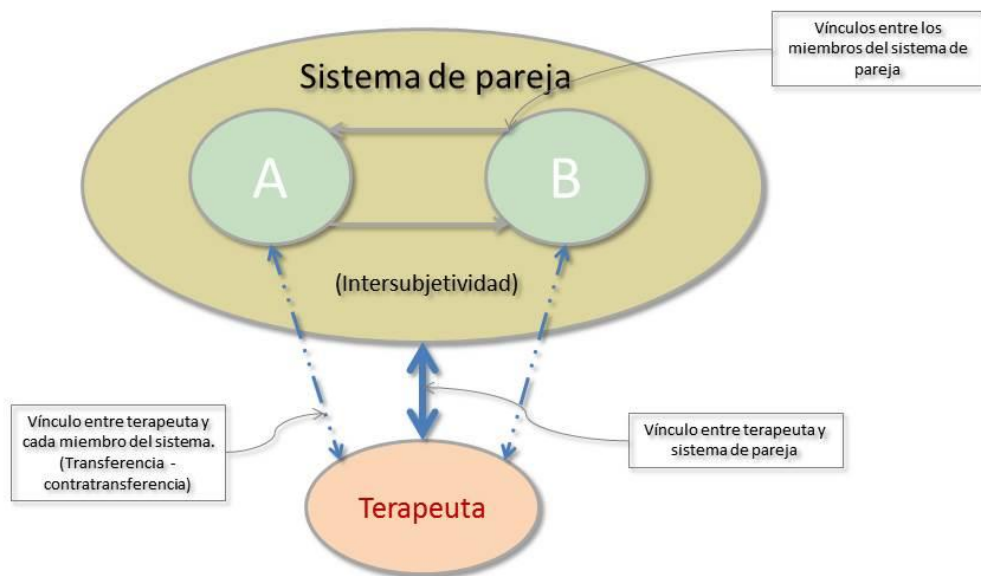 Vínculos entre los
miembros del sistema de
pareja
Sistema de pareja
A
B
(Intersubjetividad)
Vínculo entre terapeuta y
cada miembro del sistema.
(Transferencia -
contratransferencia)
Vínculo entre terapeuta y
sistema de pareja
Terapeuta